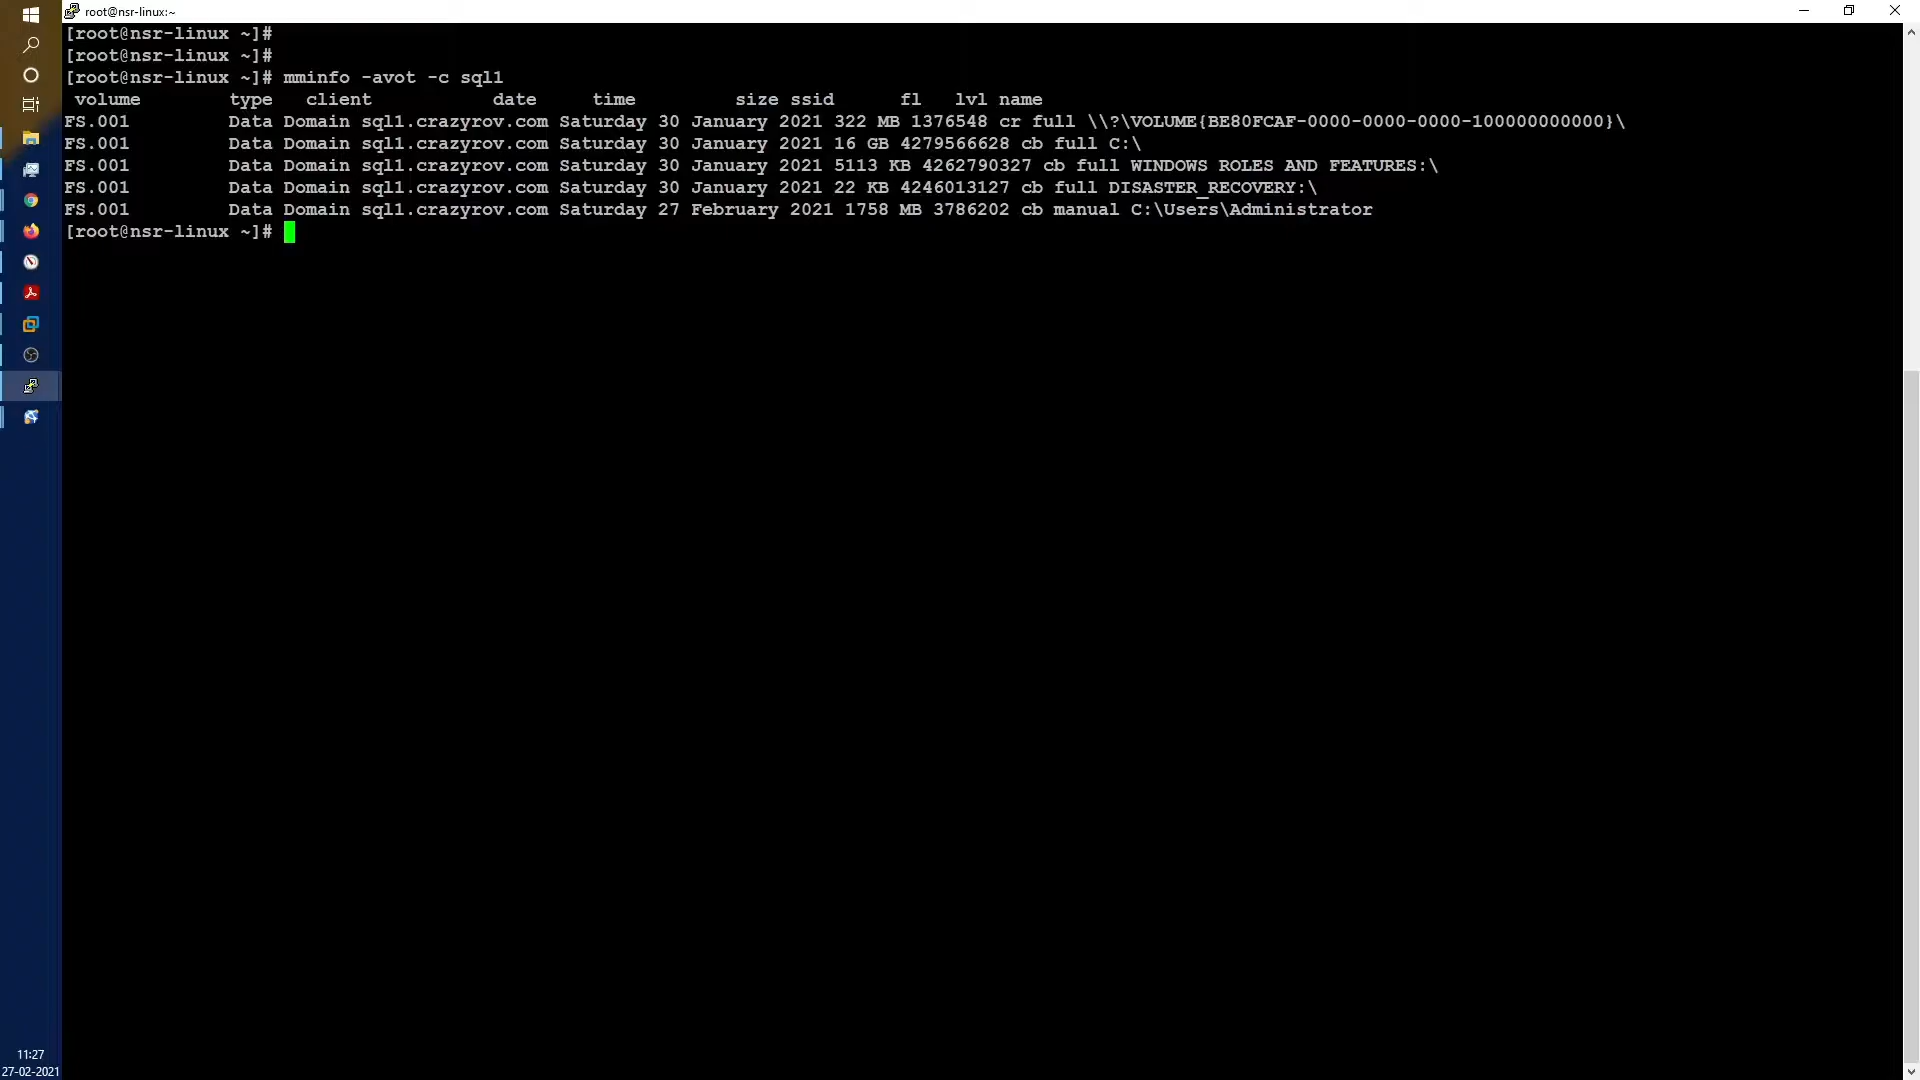 root@nsr-linux:~
[root@nsr-linux ~]#
[root@nsr-linux ~]#
[root@nsr-linux ~]# mminfo -avot -c sql1
volume type client date time size ssid fl lvl name
FS.001 Data Domain sql1.crazyrov.com Saturday 30 January 2021 322 MB 1376548 cr full \\?\VOLUME{BE80FCAF-0000-0000-0000-100000000000}\
FS.001 Data Domain sql1.crazyrov.com Saturday 30 January 2021 16 GB 4279566628 cb full C:\
FS.001 Data Domain sql1.crazyrov.com Saturday 30 January 2021 5113 KB 4262790327 cb full WINDOWS ROLES AND FEATURES:\
FS.001 Data Domain sql1.crazyrov.com Saturday 30 January 2021 22 KB 4246013127 cb full DISASTER_RECOVERY:\
FS.001 Data Domain sql1.crazyrov.com Saturday 27 February 2021 1758 MB 3786202 cb manual C:\Users\Administrator
[root@nsr-linux ~]#
11:27
27-02-2021